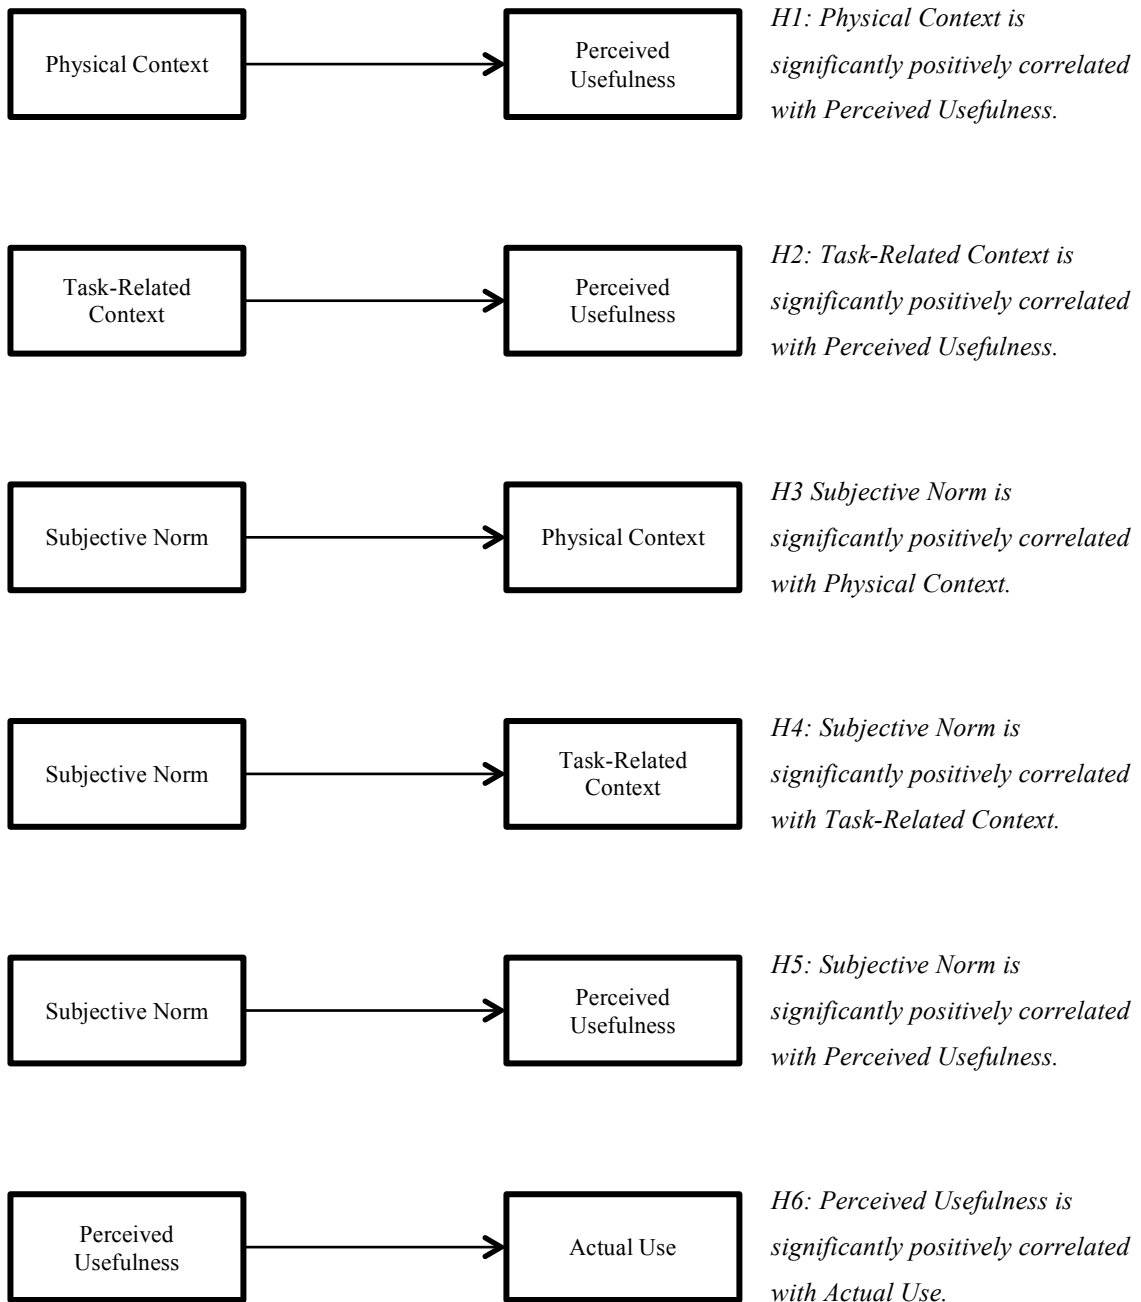 Physical Context
Perceived
Usefulness
H1: Physical Context is
significantly positively correlated
with Perceived Usefulness.
Task-Related
Context
Perceived
Usefulness
H2: Task-Related Context is
significantly positively correlated
with Perceived Usefulness.
Subjective Norm
Physical Context
H3 Subjective Norm is
significantly positively correlated
with Physical Context.
Subjective Norm
Task-Related
Context
H4: Subjective Norm is
significantly positively correlated
with Task-Related Context.
Subjective Norm
Perceived
Usefulness
H5: Subjective Norm is
significantly positively correlated
with Perceived Usefulness.
Perceived
Usefulness
Actual Use
H6: Perceived Usefulness is
significantly positively correlated
with Actual Use.